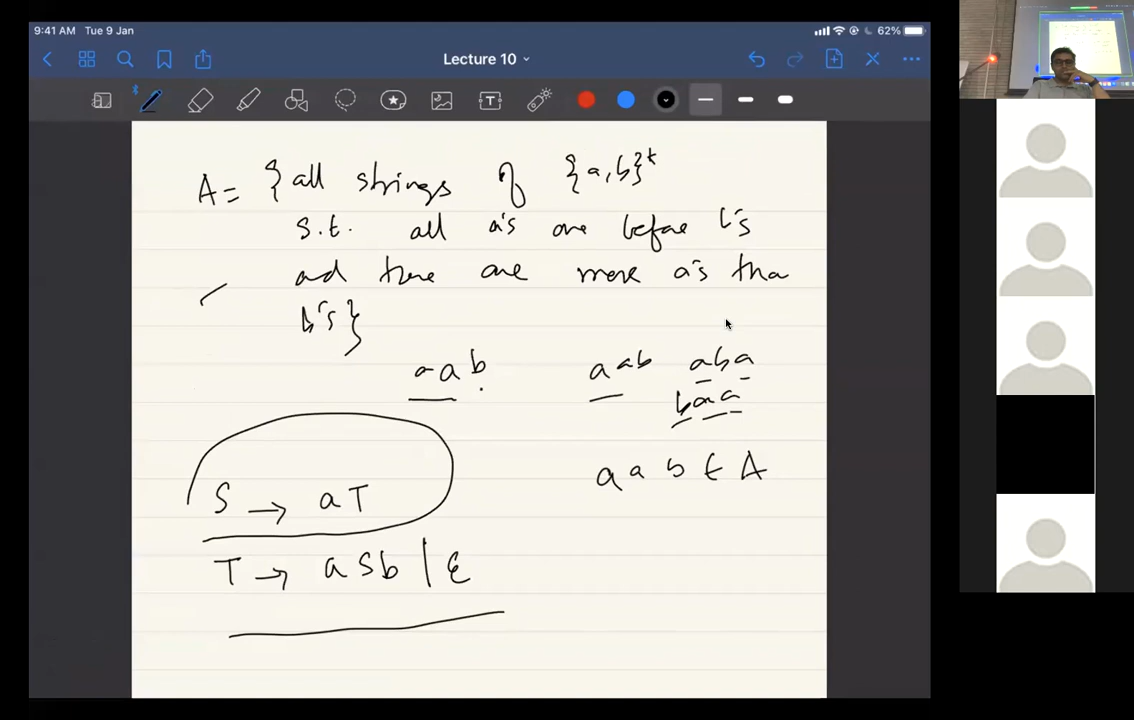 9:41 AM Tue 9 Jan
62%
Lecture 10
A = {all strings of {a,b}*
s.t. all a's are before b's
and there are more a's than
b's}
aab aab aba
baa
aab ∈ A
S → aT
T → aSb | ε